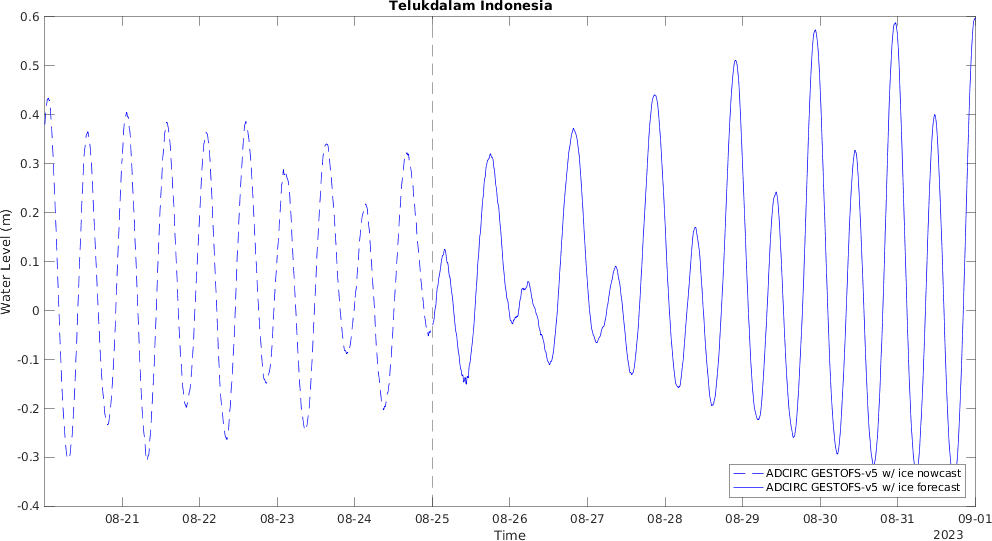 Telukdalam Indonesia
0.6
0.5
0.4
0.3
0.2
0.1
0
-0.1
-0.2
-0.3
-0.4
Water Level (m)
ADCIRC GESTOFS-v5 w/ ice nowcast
ADCIRC GESTOFS-v5 w/ ice forecast
08-21 08-22 08-23 08-24 08-25 08-26 08-27 08-28 08-29 08-30 08-31 09-01
Time
2023